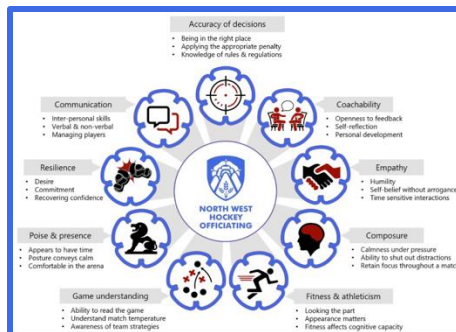 Accuracy of decisions
• Being in the right place
• Applying the appropriate penalty
• Knowledge of rules & regulations
Communication
• Inter-personal skills
• Verbal & non-verbal
• Managing players
Coachability
• Openness to feedback
• Self-reflection
• Personal development
Resilience
• Desire
• Commitment
• Recovering confidence
Empathy
• Humility
• Self-belief without arrogance
• Time sensitive interactions
NORTH WEST
HOCKEY
OFFICIATING
Poise & presence
• Appears to have time
• Posture conveys calm
• Comfortable in the arena
Composure
• Calmness under pressure
• Ability to shut out distractions
• Retain focus throughout a matc
Game understanding
• Ability to read the game
• Understand match temperature
• Awareness of team strategies
Fitness & athleticism
• Looking the part
• Appearance matters
• Fitness affects cognitive capacity